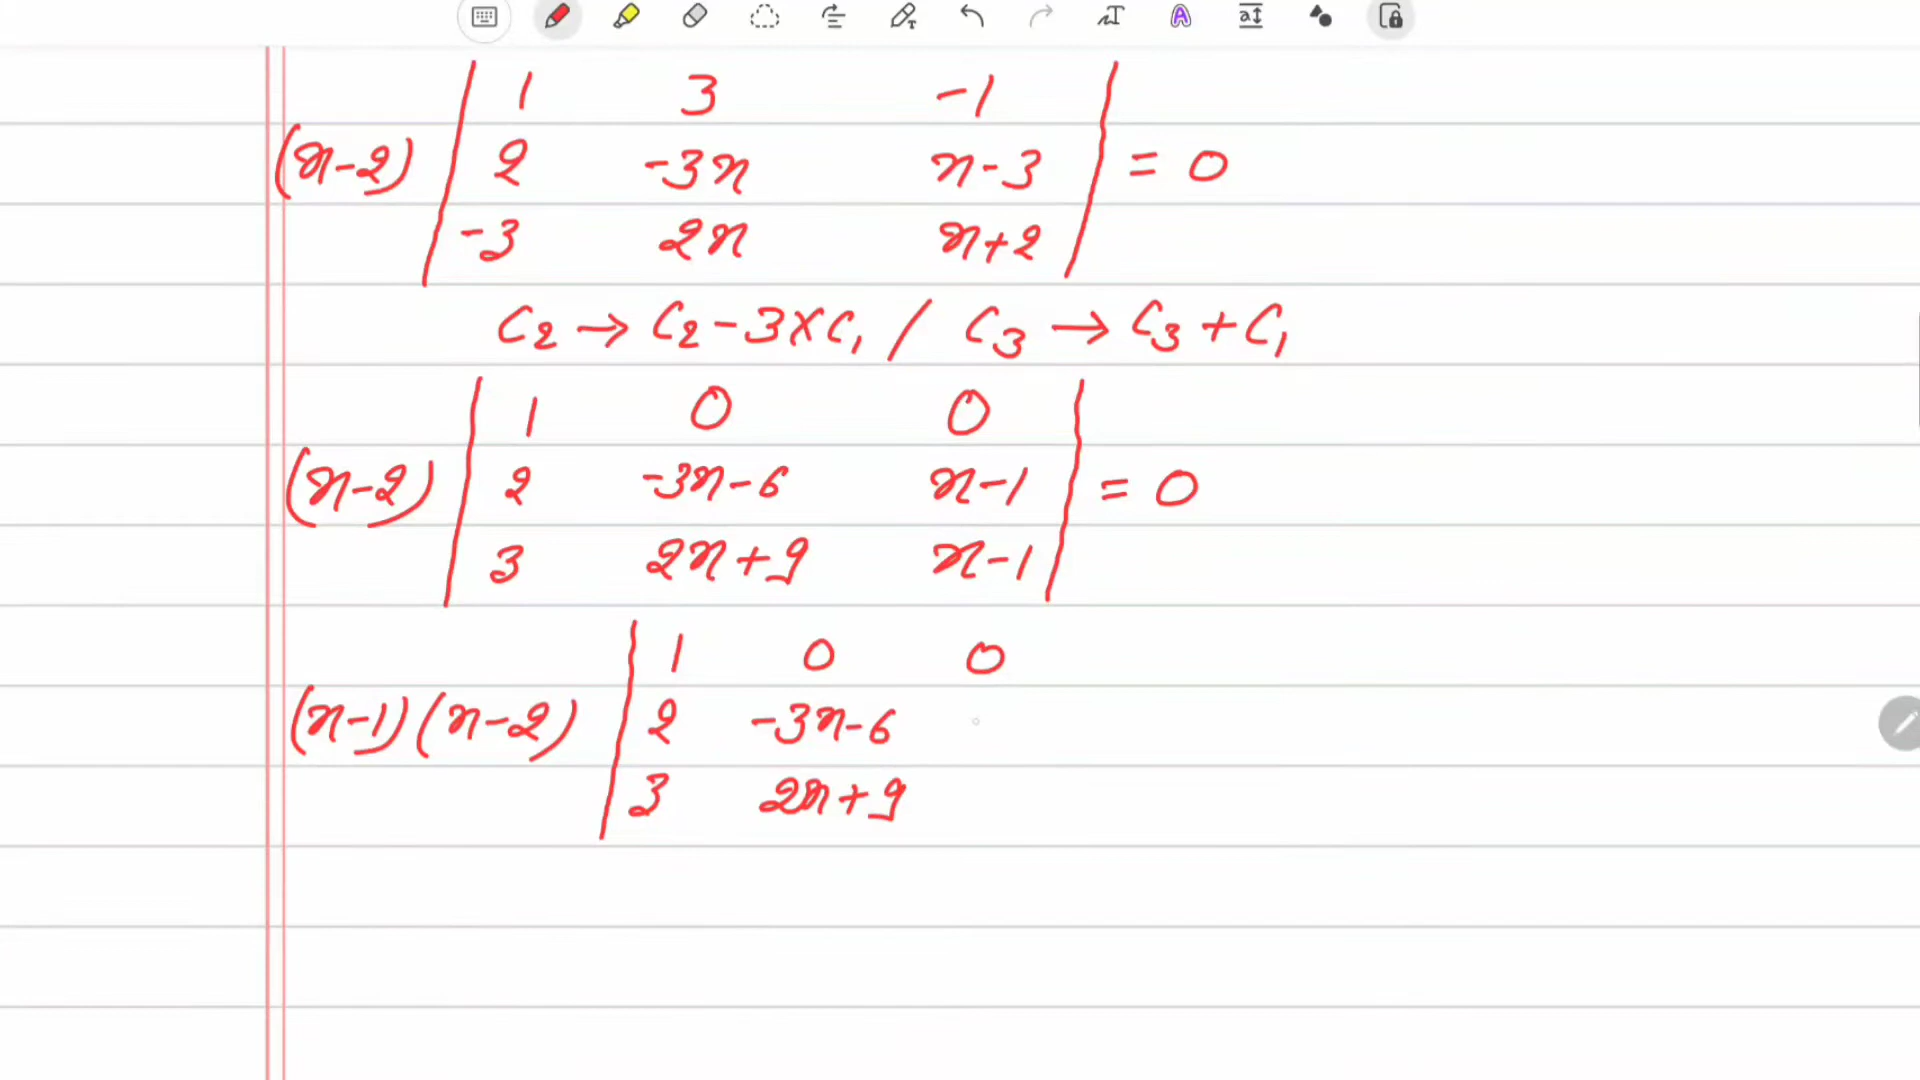 | 1 3 -1 |
(x-2) | 2 -3x x-3 | = 0
| -3 2x x+2 |
C₂ → C₂ - 3×C₁ / C₃ → C₃ + C₁
| 1 0 0 |
(x-2) | 2 -3x-6 x-1 | = 0
| 3 2x+9 x-1 |
| 1 0 0
(x-1)(x-2) | 2 -3x-6
| 3 2x+9